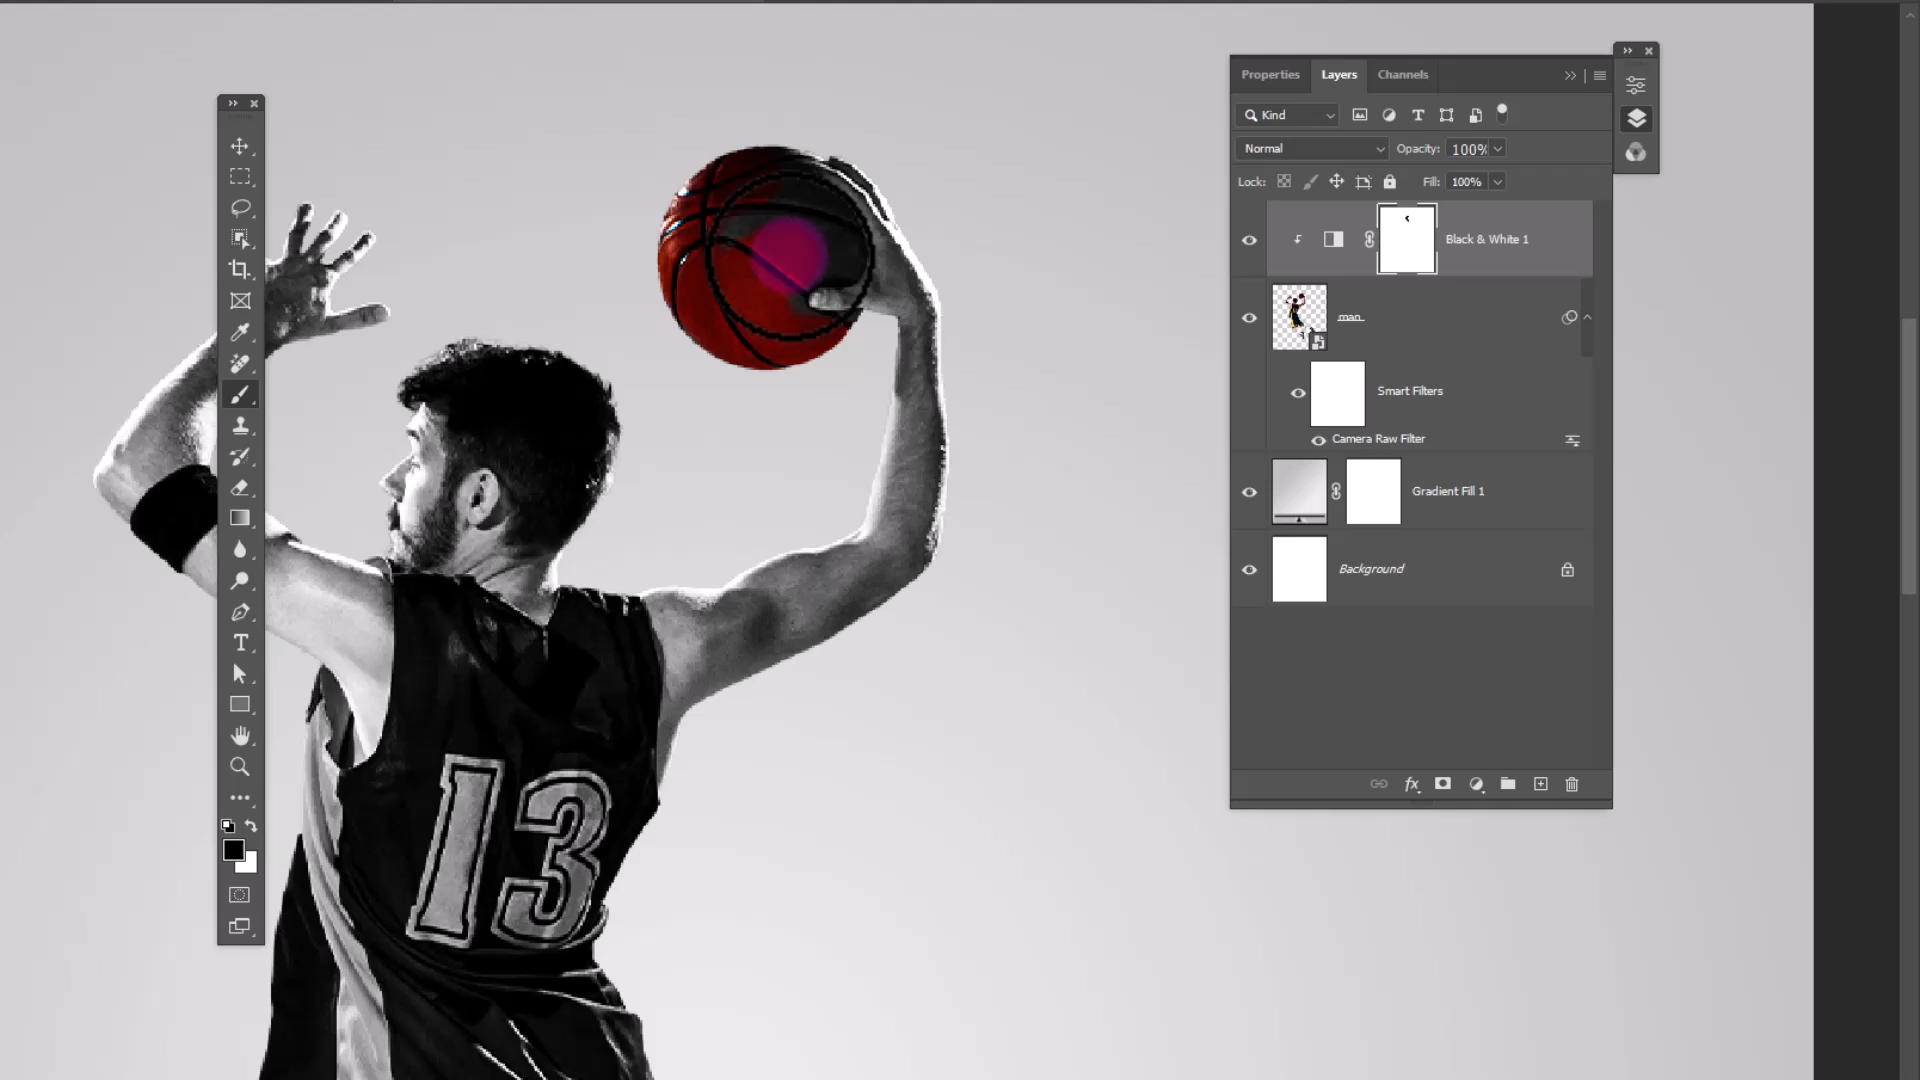 Properties Layers Channels
Kind
Normal Opacity: 100%
Lock: Fill: 100%
Black & White 1
man
Smart Filters
Camera Raw Filter
Gradient Fill 1
Background
fx
T
13